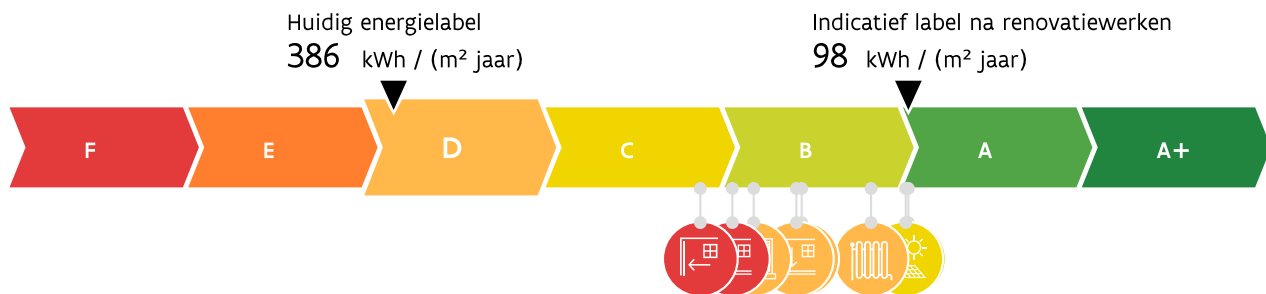 Huidig energielabel
386 kWh / (m² jaar)
Indicatief label na renovatiewerken
98 kWh / (m² jaar)
F E D C B A A+